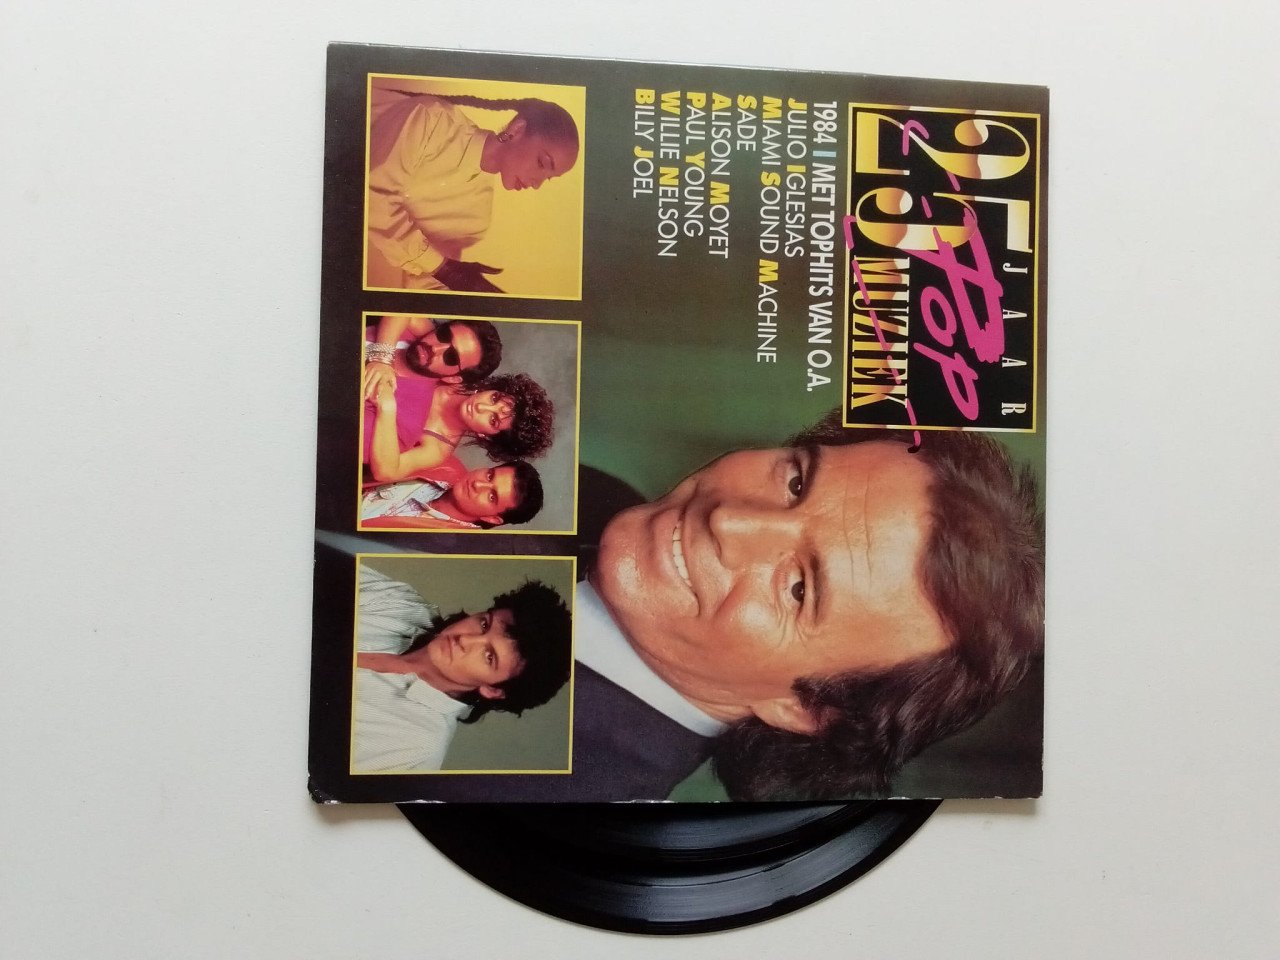 25 JAAR
Pop
MUZIEK
1984 | MET TOPHITS VAN O.A.
JULIO IGLESIAS
MIAMI SOUND MACHINE
SADE
ALISON MOYET
PAUL YOUNG
WILLIE NELSON
BILLY JOEL